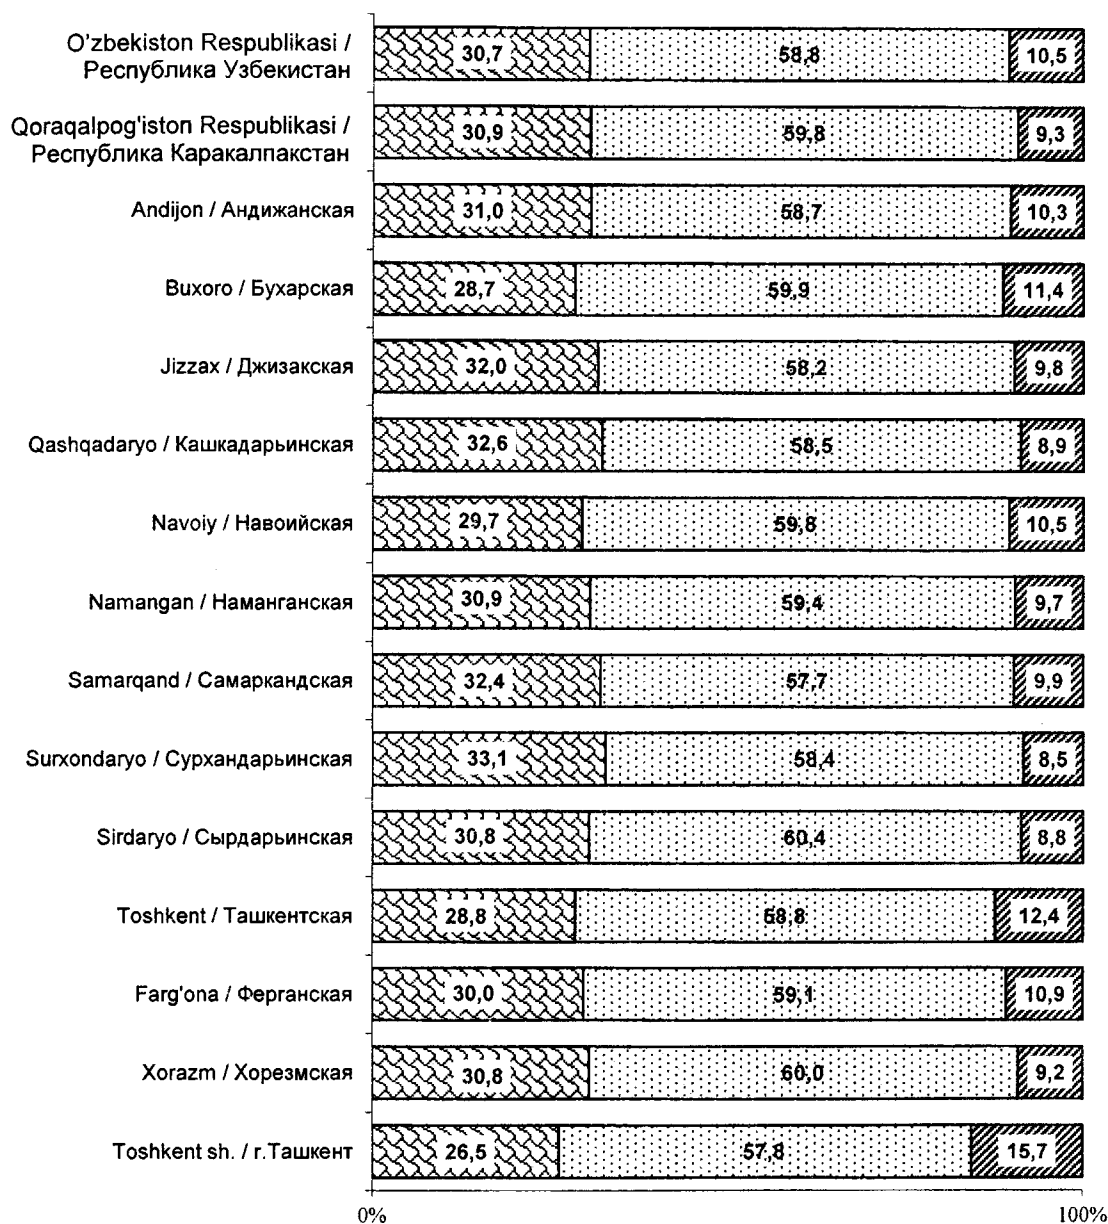 O'zbekiston Respublikasi /
Республика Узбекистан
30,7 58,8 10,5
Qoraqalpog'iston Respublikasi /
Республика Каракалпакстан
30,9 59,8 9,3
Andijon / Андижанская 31,0 58,7 10,3
Buxoro / Бухарская 28,7 59,9 11,4
Jizzax / Джизакская 32,0 58,2 9,8
Qashqadaryo / Кашкадарьинская 32,6 58,5 8,9
Navoiy / Навоийская 29,7 59,8 10,5
Namangan / Наманганская 30,9 59,4 9,7
Samarqand / Самаркандская 32,4 57,7 9,9
Surxondaryo / Сурхандарьинская 33,1 58,4 8,5
Sirdaryo / Сырдарьинская 30,8 60,4 8,8
Toshkent / Ташкентская 28,8 58,8 12,4
Farg'ona / Ферганская 30,0 59,1 10,9
Xorazm / Хорезмская 30,8 60,0 9,2
Toshkent sh. / г.Ташкент 26,5 57,8 15,7
0% 100%